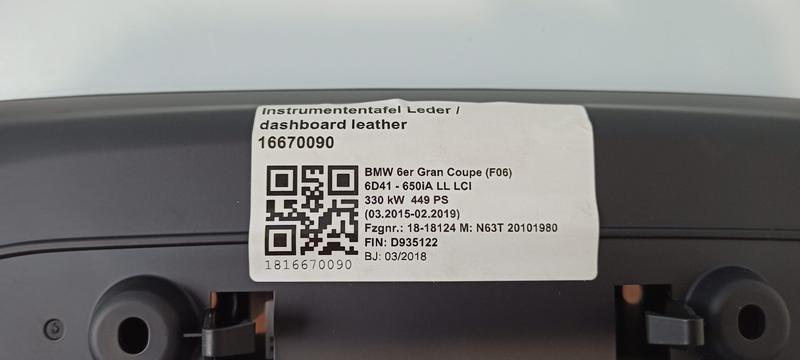 Instrumententafel Leder /
dashboard leather
16670090
BMW 6er Gran Coupe (F06)
6D41 - 650iA LL LCI
330 kW 449 PS
(03.2015-02.2019)
Fzgnr.: 18-18124 M: N63T 20101980
FIN: D935122
BJ: 03/2018
1816670090